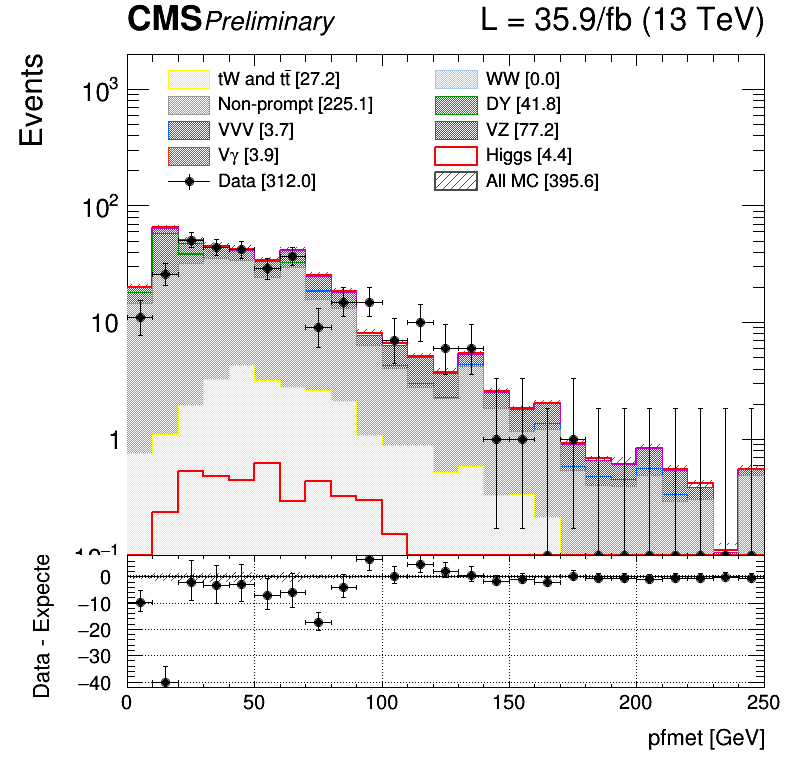 CMS Preliminary L = 35.9/fb (13 TeV)
Events
tW and tt̄ [27.2] WW [0.0]
Non-prompt [225.1] DY [41.8]
VVV [3.7] VZ [77.2]
Vγ [3.9] Higgs [4.4]
Data [312.0] All MC [395.6]
10³
10²
10
1
10⁻¹
Data - Expecte
0
−10
−20
−30
−40
0 50 100 150 200 250
pfmet [GeV]